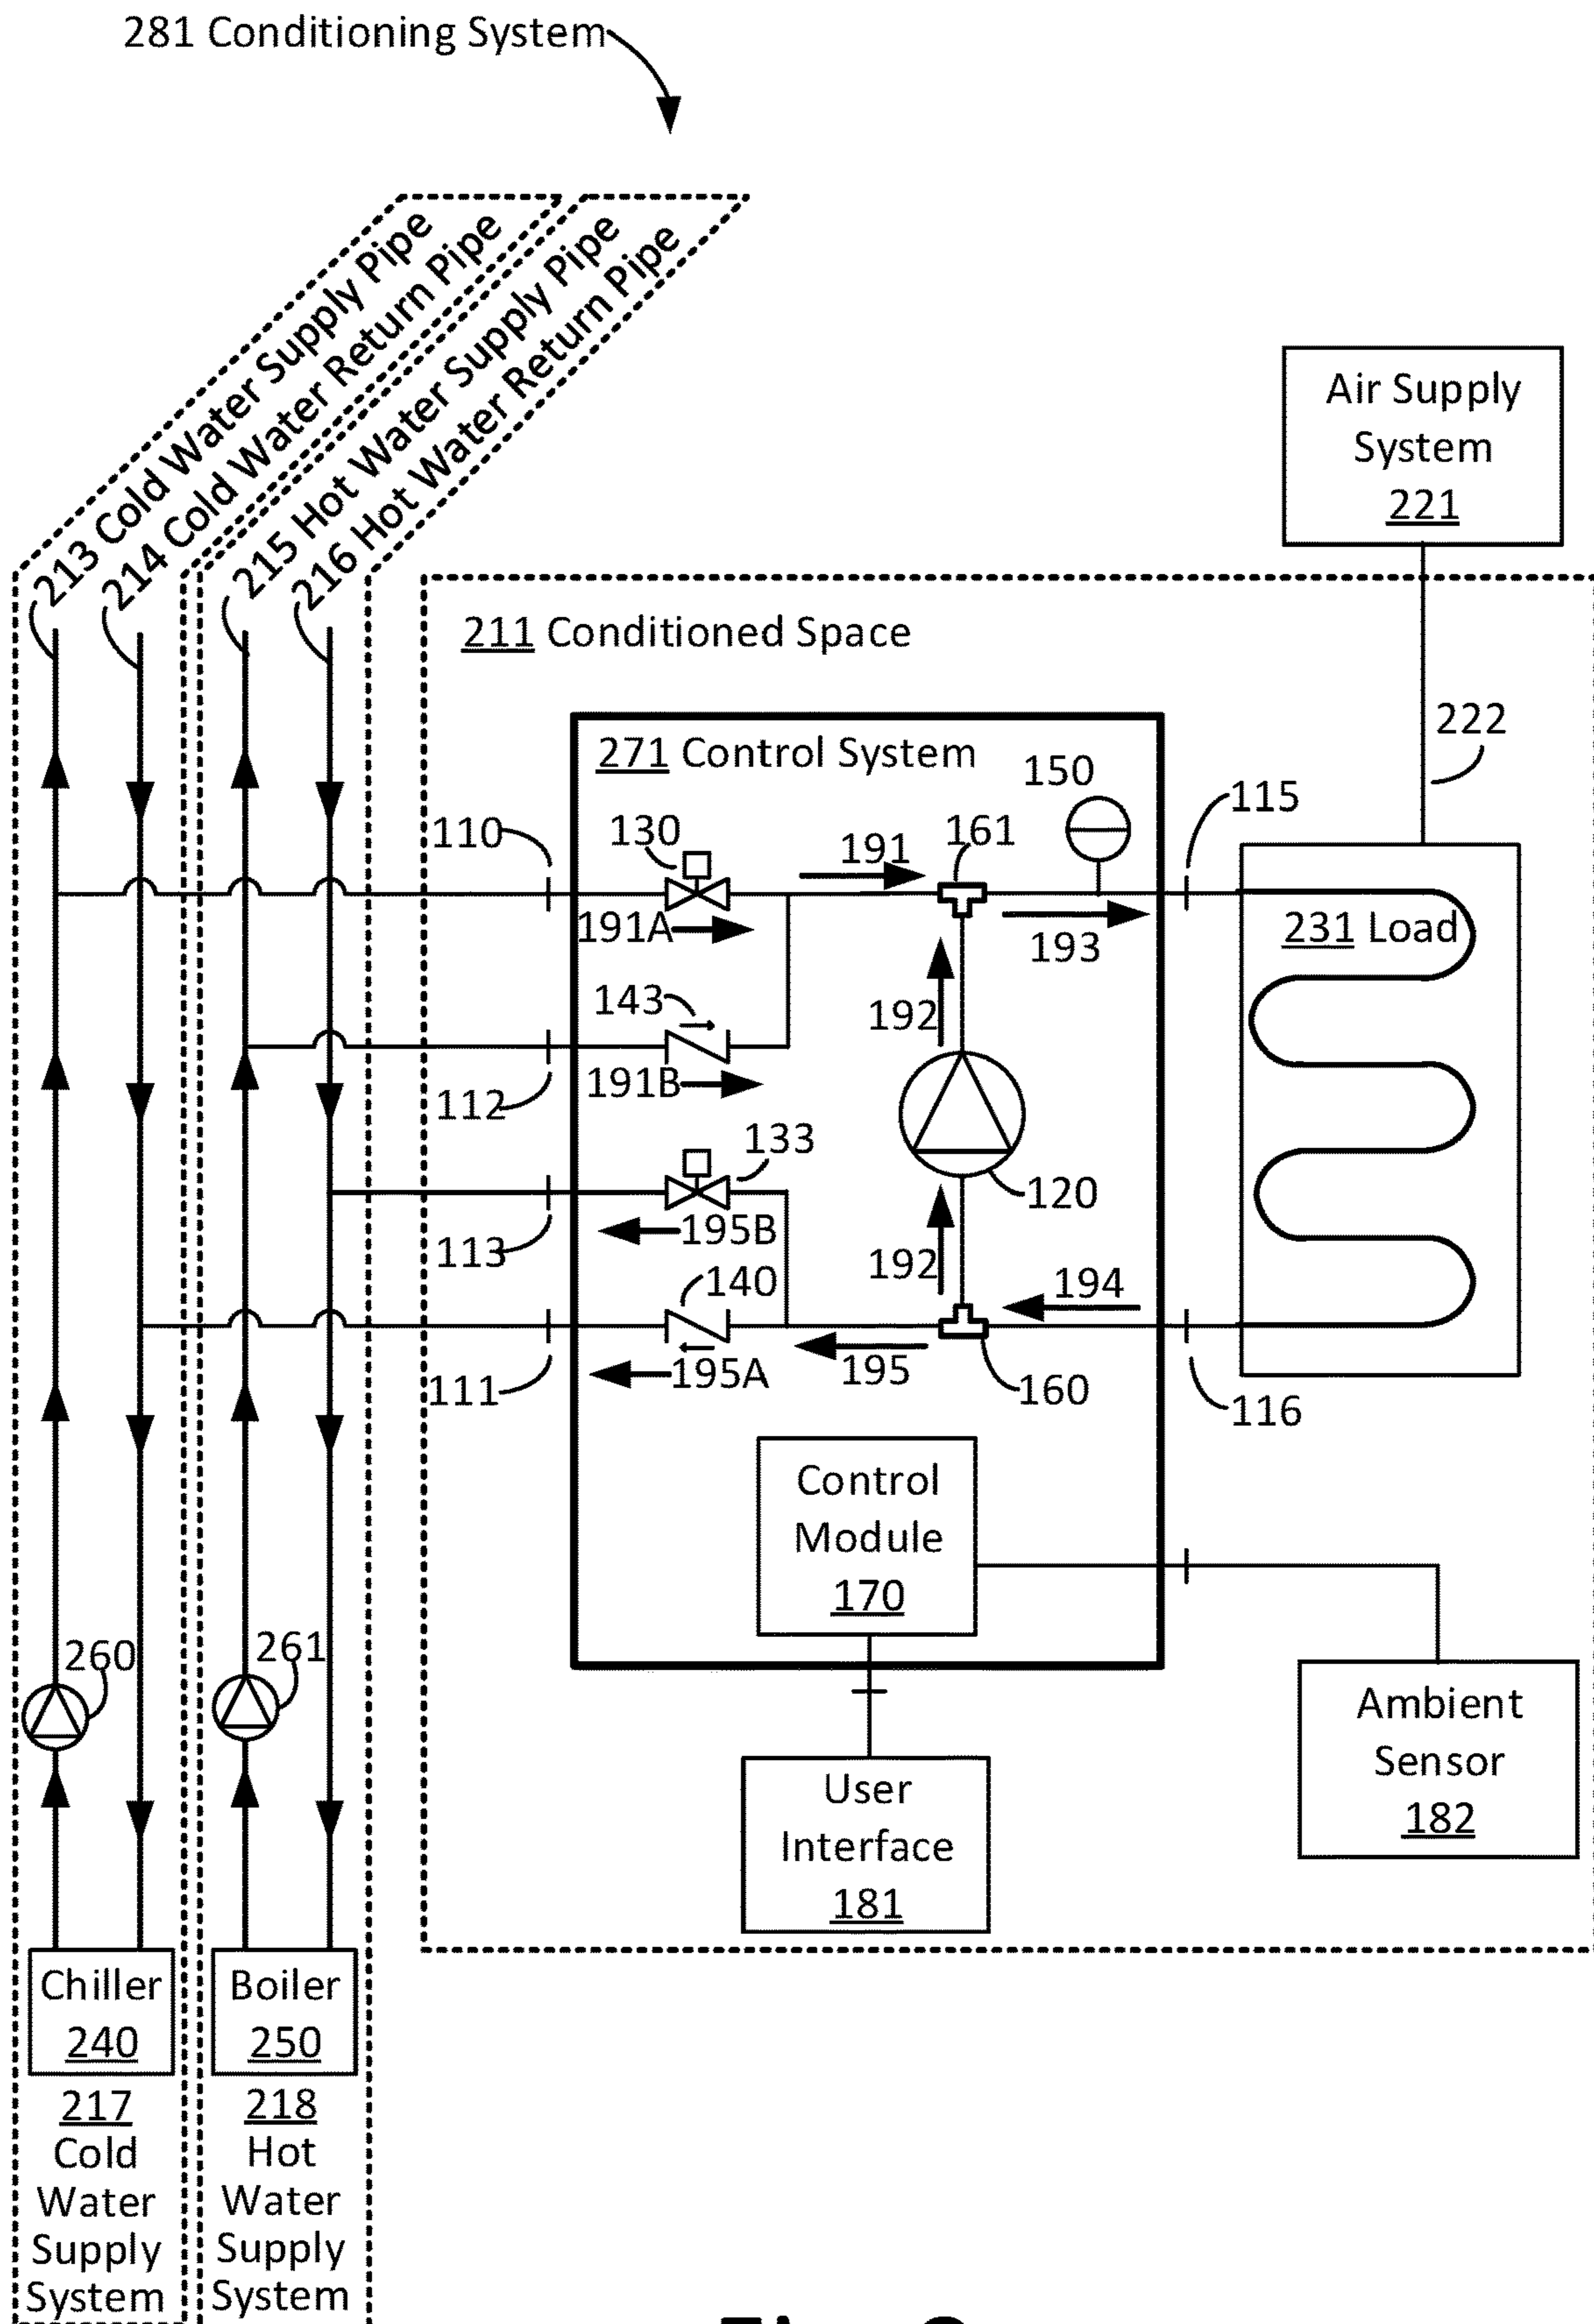 281 Conditioning System
213 Cold Water Supply Pipe
214 Cold Water Return Pipe
215 Hot Water Supply Pipe
216 Hot Water Return Pipe
Air Supply
System
221
222
211 Conditioned Space
271 Control System
150
115
110
130
191
161
191A
193
231 Load
143
192
112
191B
133
120
113
195B
192
140
194
111
195A
195
160
116
Control
Module
170
260
261
Ambient
Sensor
182
User
Interface
181
Chiller
240
Boiler
250
217
Cold
Water
Supply
System
218
Hot
Water
Supply
System